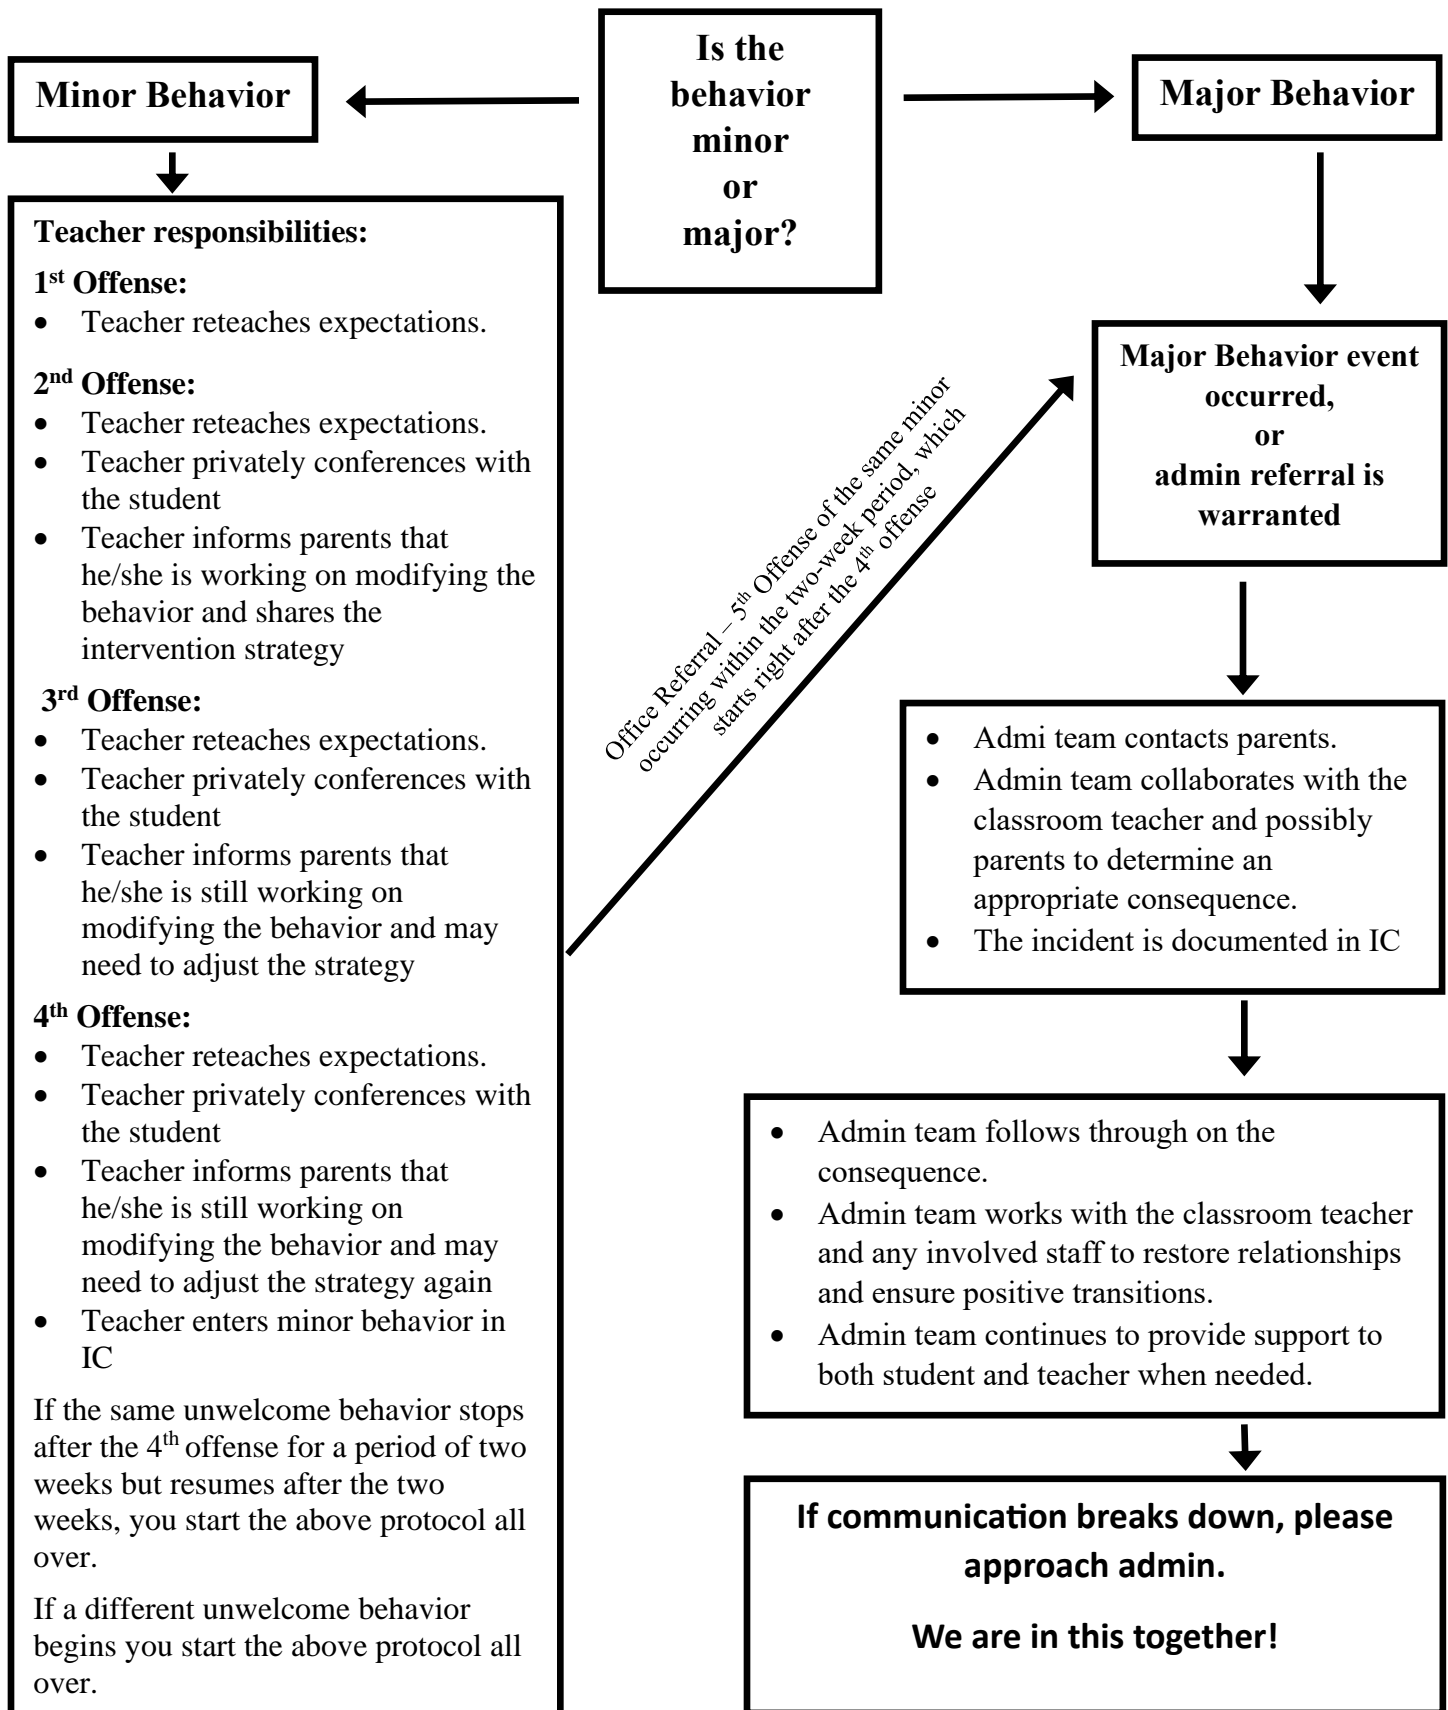 Is the
behavior
minor
or
major?
Minor Behavior
Major Behavior
Teacher responsibilities:
1st Offense:
• Teacher reteaches expectations.
2nd Offense:
• Teacher reteaches expectations.
• Teacher privately conferences with
the student
• Teacher informs parents that
he/she is working on modifying the
behavior and shares the
intervention strategy
3rd Offense:
• Teacher reteaches expectations.
• Teacher privately conferences with
the student
• Teacher informs parents that
he/she is still working on
modifying the behavior and may
need to adjust the strategy
4th Offense:
• Teacher reteaches expectations.
• Teacher privately conferences with
the student
• Teacher informs parents that
he/she is still working on
modifying the behavior and may
need to adjust the strategy again
• Teacher enters minor behavior in
IC
If the same unwelcome behavior stops
after the 4th offense for a period of two
weeks but resumes after the two
weeks, you start the above protocol all
over.
If a different unwelcome behavior
begins you start the above protocol all
over.
Office Referral – 5th Offense of the same minor
occurring within the two-week period, which
starts right after the 4th offense
Major Behavior event
occurred,
or
admin referral is
warranted
• Admi team contacts parents.
• Admin team collaborates with the
classroom teacher and possibly
parents to determine an
appropriate consequence.
• The incident is documented in IC
• Admin team follows through on the
consequence.
• Admin team works with the classroom teacher
and any involved staff to restore relationships
and ensure positive transitions.
• Admin team continues to provide support to
both student and teacher when needed.
If communication breaks down, please
approach admin.
We are in this together!